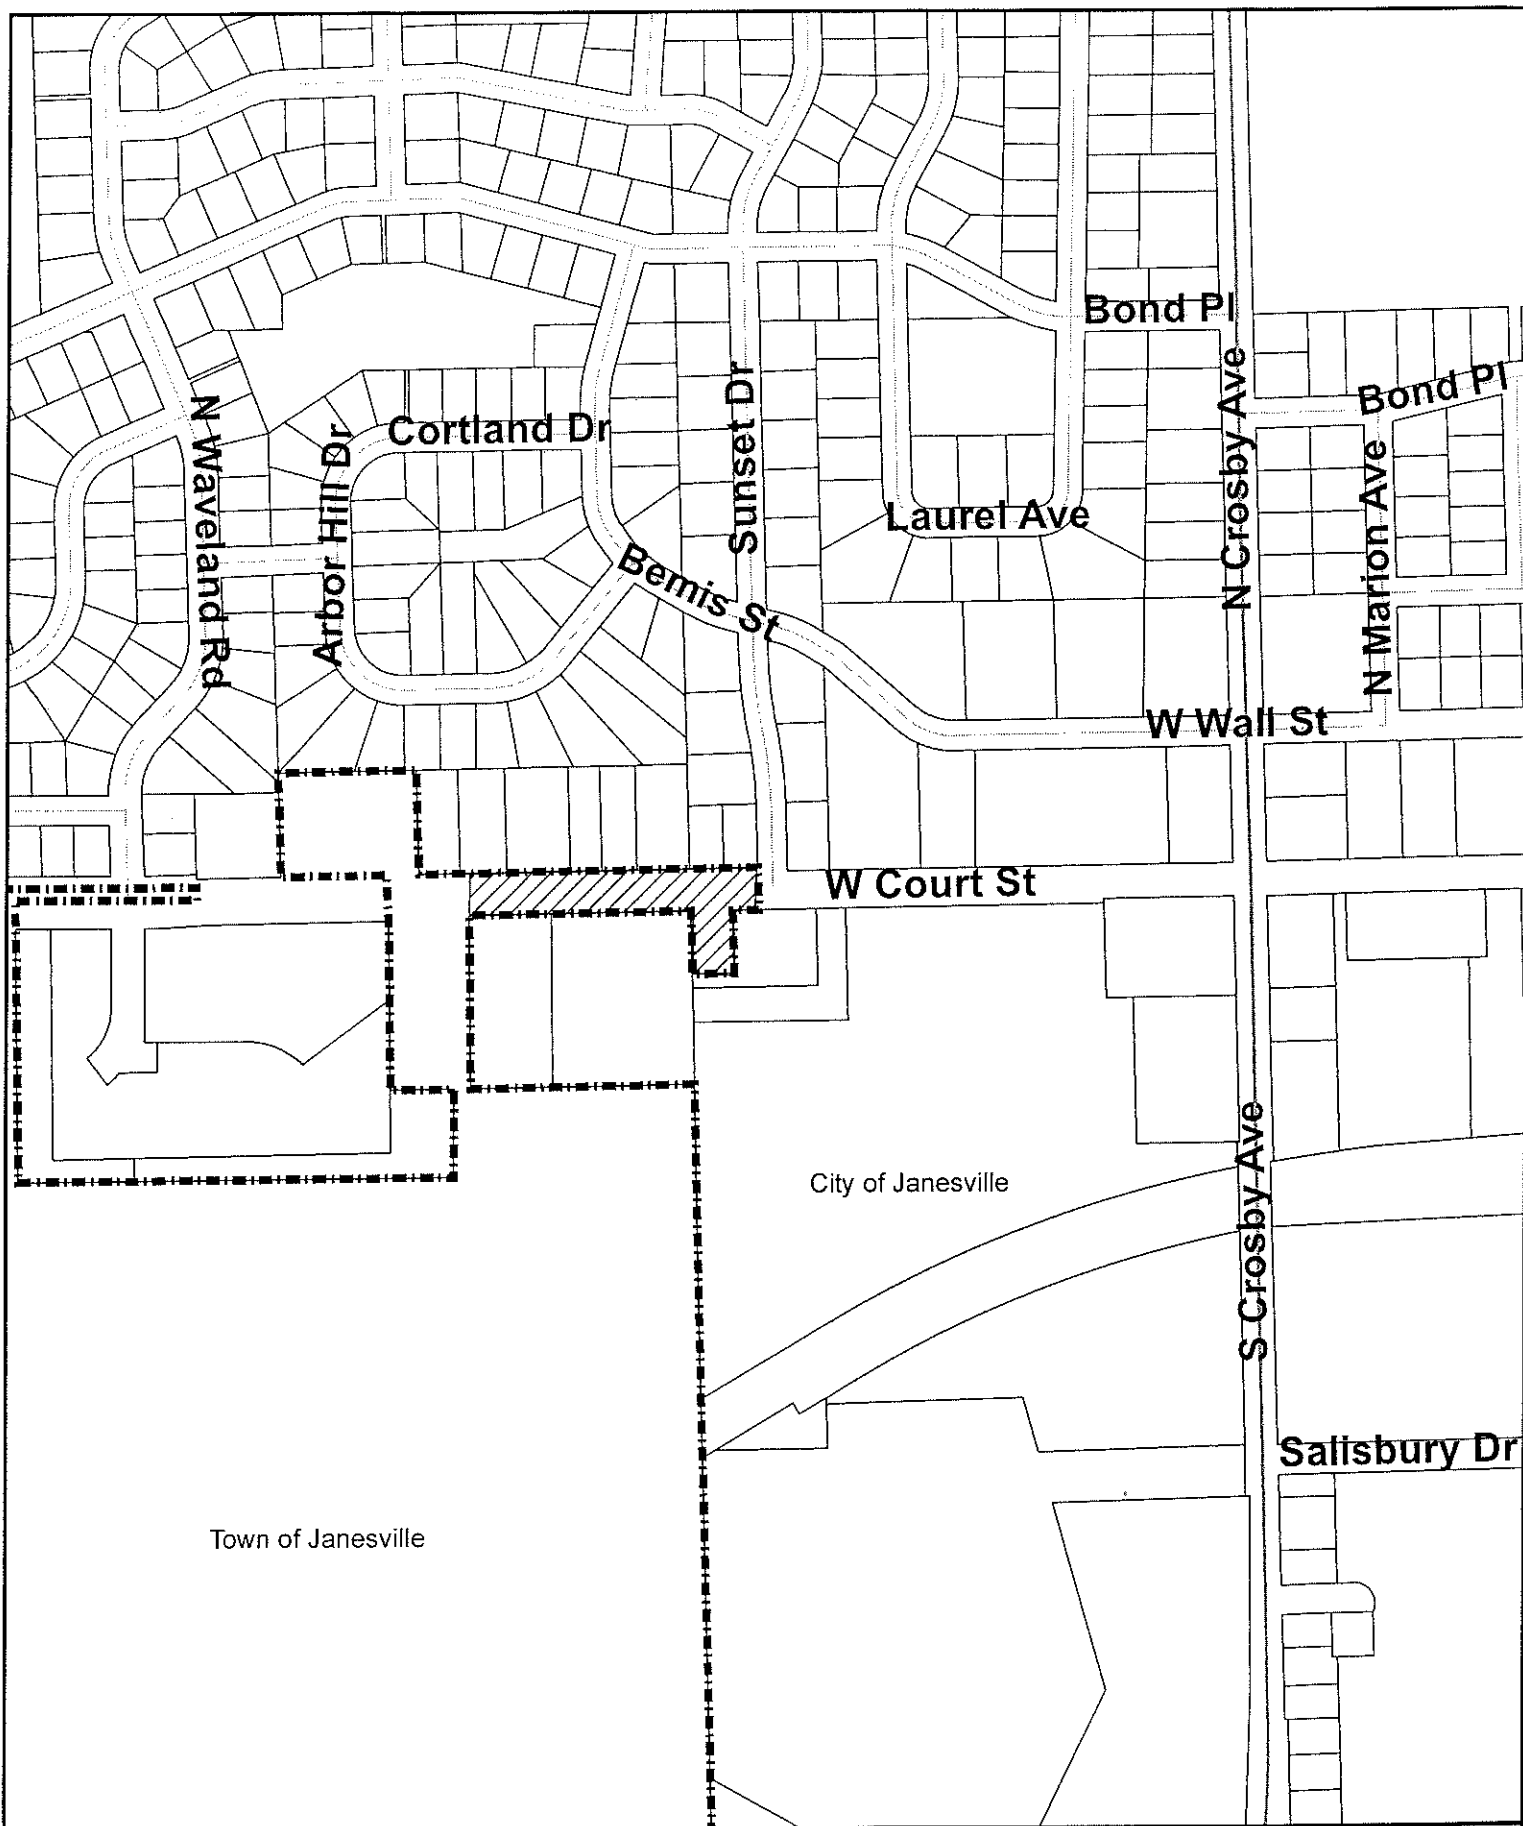 Bond Pl
Bond Pl
N Crosby Ave
Sunset Dr
N Waveland Rd
Cortland Dr
Arbor Hill Dr
N Marion Ave
Laurel Ave
Bemis St
W Wall St
W Court St
S Crosby Ave
City of Janesville
Salisbury Dr
Town of Janesville